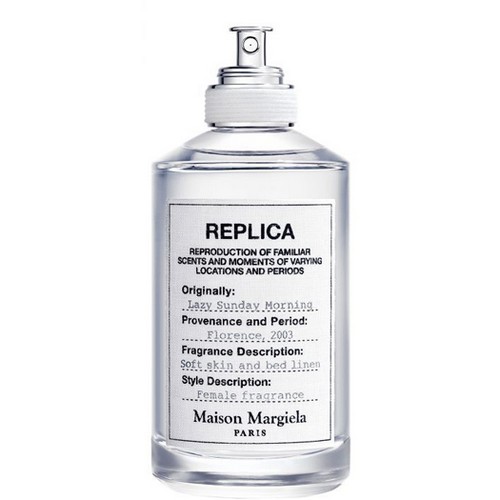 REPLICA
REPRODUCTION OF FAMILIAR
SCENTS AND MOMENTS OF VARYING
LOCATIONS AND PERIODS
Originally:
Lazy Sunday Morning
Provenance and Period:
Florence, 2003
Fragrance Description:
Soft skin and bed linen
Style Description:
Female fragrance
Maison Margiela
PARIS